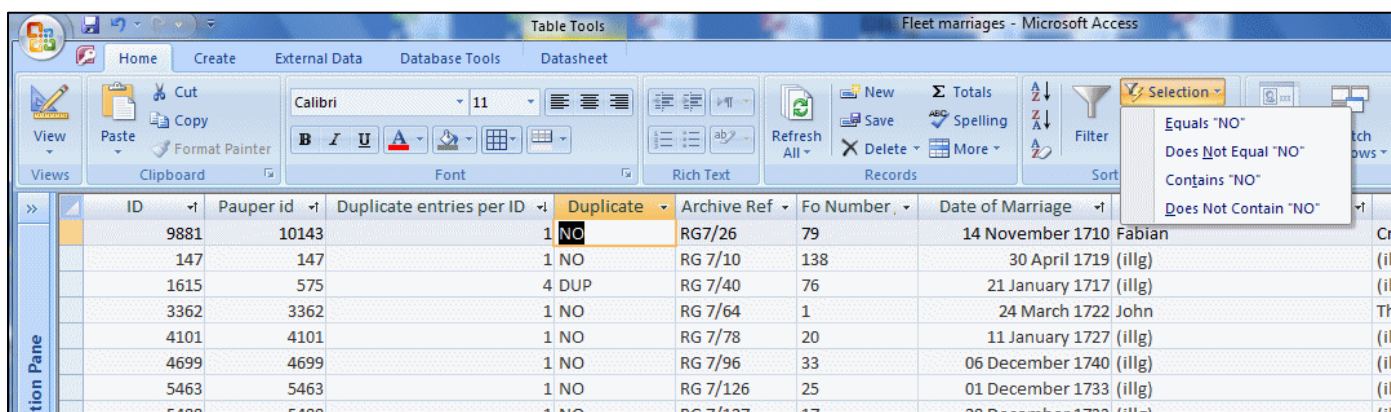 Table Tools
Fleet marriages - Microsoft Access
Home Create External Data Database Tools Datasheet
View
Views
Paste
Cut
Copy
Format Painter
Clipboard
Calibri 11
B I U A
Font
Rich Text
Refresh All
New
Save
Delete
Σ Totals
Spelling
More
Records
Filter
Selection
Equals "NO"
Does Not Equal "NO"
Contains "NO"
Does Not Contain "NO"
Sort
ID Pauper id Duplicate entries per ID Duplicate Archive Ref Fo Number Date of Marriage
9881 10143 1 NO RG7/26 79 14 November 1710 Fabian
147 147 1 NO RG 7/10 138 30 April 1719 (illg)
1615 575 4 DUP RG 7/40 76 21 January 1717 (illg)
3362 3362 1 NO RG 7/64 1 24 March 1722 John
4101 4101 1 NO RG 7/78 20 11 January 1727 (illg)
4699 4699 1 NO RG 7/96 33 06 December 1740 (illg)
5463 5463 1 NO RG 7/126 25 01 December 1733 (illg)